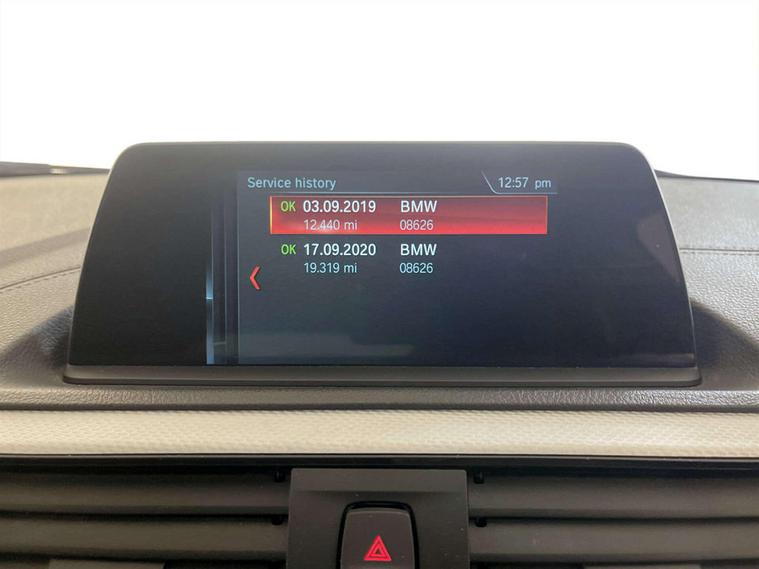 Service history 12:57 pm
OK 03.09.2019 BMW
12.440 mi 08626
OK 17.09.2020 BMW
19.319 mi 08626